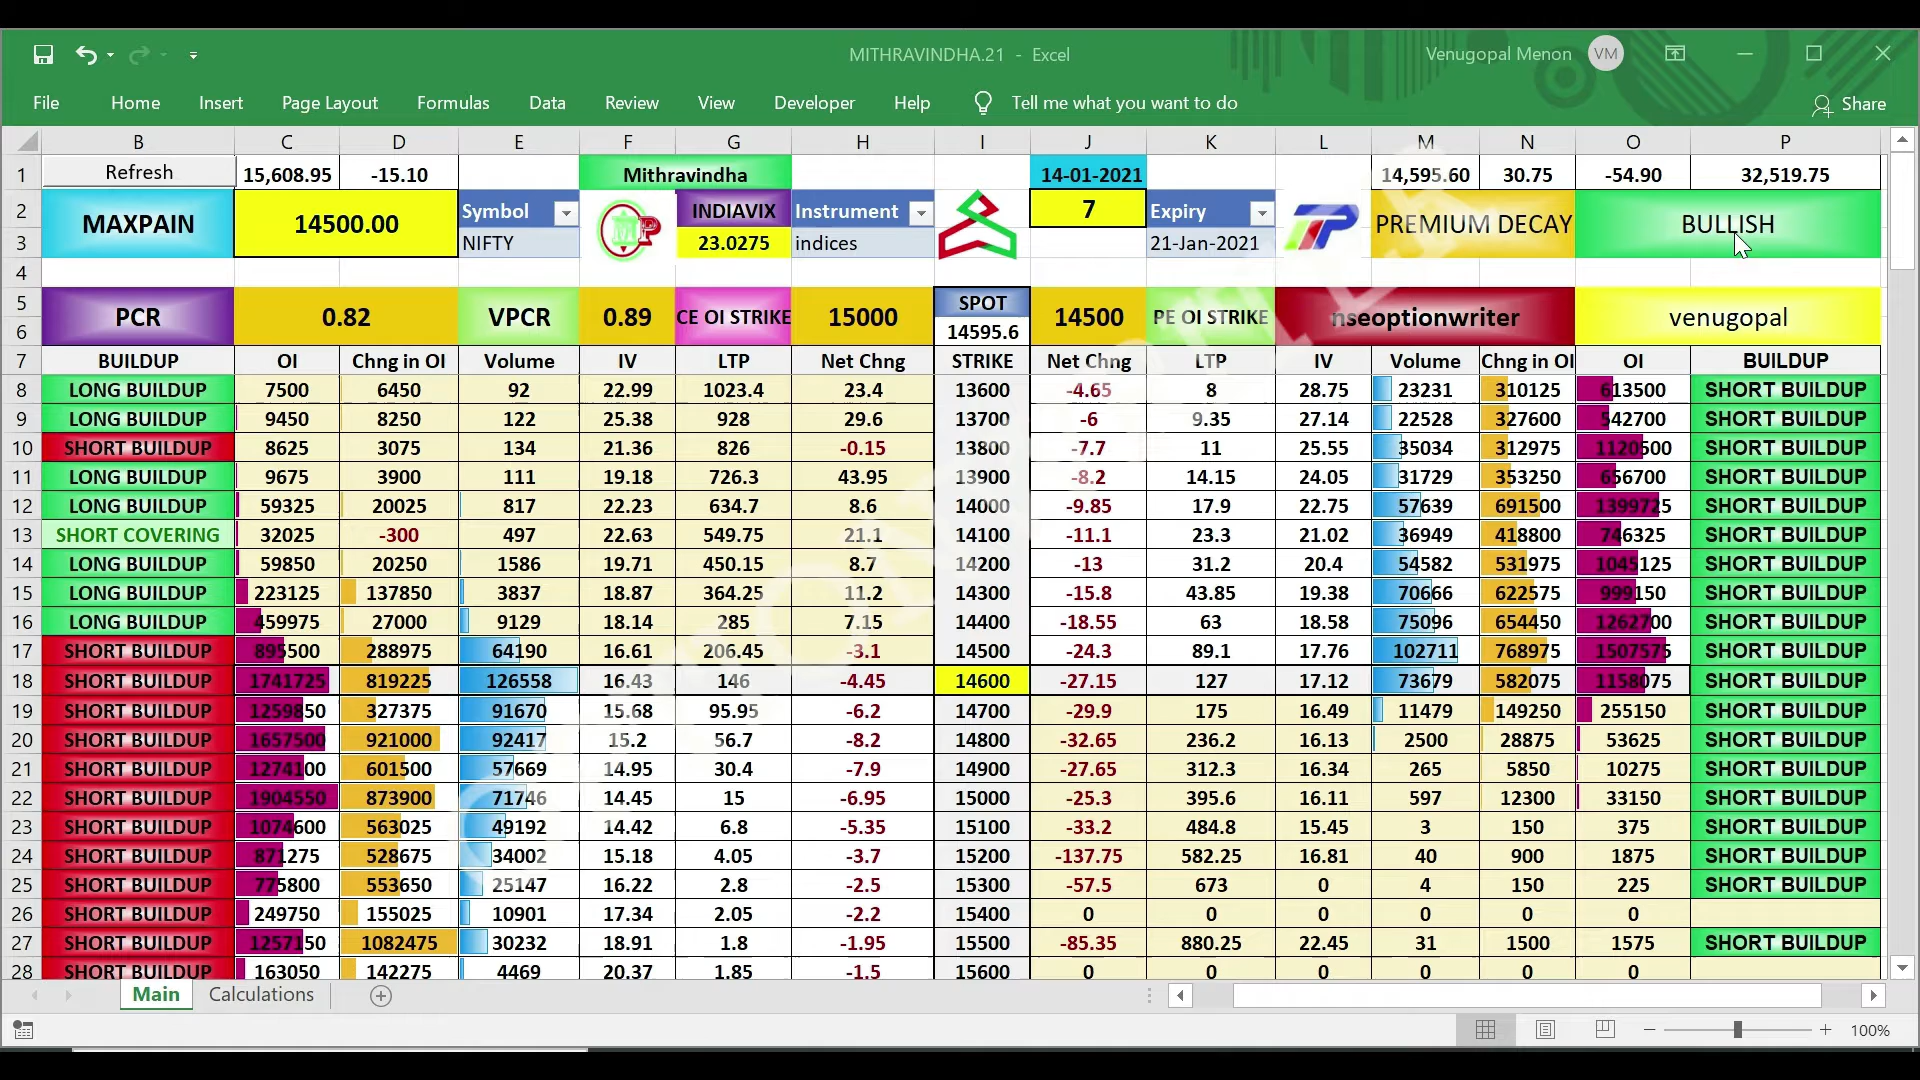 MITHRAVINDHA.21 - Excel
Venugopal Menon VM
File Home Insert Page Layout Formulas Data Review View Developer Help Tell me what you want to do Share
B C D E F G H I J K L M N O P
1 Refresh 15,608.95 -15.10 Mithravindha 14-01-2021 14,595.60 30.75 -54.90 32,519.75
2 MAXPAIN 14500.00 Symbol INDIAVIX Instrument 7 Expiry PREMIUM DECAY BULLISH
3 NIFTY 23.0275 indices 21-Jan-2021
4
5 PCR 0.82 VPCR 0.89 CE OI STRIKE 15000 SPOT 14500 PE OI STRIKE nseoptionwriter venugopal
6 14595.6
7 BUILDUP OI Chng in OI Volume IV LTP Net Chng STRIKE Net Chng LTP IV Volume Chng in OI OI BUILDUP
8 LONG BUILDUP 7500 6450 92 22.99 1023.4 23.4 13600 -4.65 8 28.75 23231 310125 613500 SHORT BUILDUP
9 LONG BUILDUP 9450 8250 122 25.38 928 29.6 13700 -6 9.35 27.14 22528 327600 542700 SHORT BUILDUP
10 SHORT BUILDUP 8625 3075 134 21.36 826 -0.15 13800 -7.7 11 25.55 35034 312975 1120500 SHORT BUILDUP
11 LONG BUILDUP 9675 3900 111 19.18 726.3 43.95 13900 -8.2 14.15 24.05 31729 353250 656700 SHORT BUILDUP
12 LONG BUILDUP 59325 20025 817 22.23 634.7 8.6 14000 -9.85 17.9 22.75 57639 691500 1399725 SHORT BUILDUP
13 SHORT COVERING 32025 -300 497 22.63 549.75 21.1 14100 -11.1 23.3 21.02 36949 418800 746325 SHORT BUILDUP
14 LONG BUILDUP 59850 20250 1586 19.71 450.15 8.7 14200 -13 31.2 20.4 54582 531975 1045125 SHORT BUILDUP
15 LONG BUILDUP 223125 137850 3837 18.87 364.25 11.2 14300 -15.8 43.85 19.38 70666 622575 999150 SHORT BUILDUP
16 LONG BUILDUP 459975 27000 9129 18.14 285 7.15 14400 -18.55 63 18.58 75096 654450 1262700 SHORT BUILDUP
17 SHORT BUILDUP 895500 288975 64190 16.61 206.45 -3.1 14500 -24.3 89.1 17.76 102711 768975 1507575 SHORT BUILDUP
18 SHORT BUILDUP 1741725 819225 126558 16.43 146 -4.45 14600 -27.15 127 17.12 73679 582075 1158075 SHORT BUILDUP
19 SHORT BUILDUP 1259850 327375 91670 15.68 95.95 -6.2 14700 -29.9 175 16.49 11479 149250 255150 SHORT BUILDUP
20 SHORT BUILDUP 1657500 921000 92417 15.2 56.7 -8.2 14800 -32.65 236.2 16.13 2500 28875 53625 SHORT BUILDUP
21 SHORT BUILDUP 1274100 601500 57669 14.95 30.4 -7.9 14900 -27.65 312.3 16.34 265 5850 10275 SHORT BUILDUP
22 SHORT BUILDUP 1904550 873900 71746 14.45 15 -6.95 15000 -25.3 395.6 16.11 597 12300 33150 SHORT BUILDUP
23 SHORT BUILDUP 1074600 563025 49192 14.42 6.8 -5.35 15100 -33.2 484.8 15.45 3 150 375 SHORT BUILDUP
24 SHORT BUILDUP 871275 528675 34002 15.18 4.05 -3.7 15200 -137.75 582.25 16.81 40 900 1875 SHORT BUILDUP
25 SHORT BUILDUP 775800 553650 25147 16.22 2.8 -2.5 15300 -57.5 673 0 4 150 225 SHORT BUILDUP
26 SHORT BUILDUP 249750 155025 10901 17.34 2.05 -2.2 15400 0 0 0 0 0 0
27 SHORT BUILDUP 1257150 1082475 30232 18.91 1.8 -1.95 15500 -85.35 880.25 22.45 31 1500 1575 SHORT BUILDUP
28 SHORT BUILDUP 163050 142275 4469 20.37 1.85 -1.5 15600 0 0 0 0 0 0
Main Calculations
100%